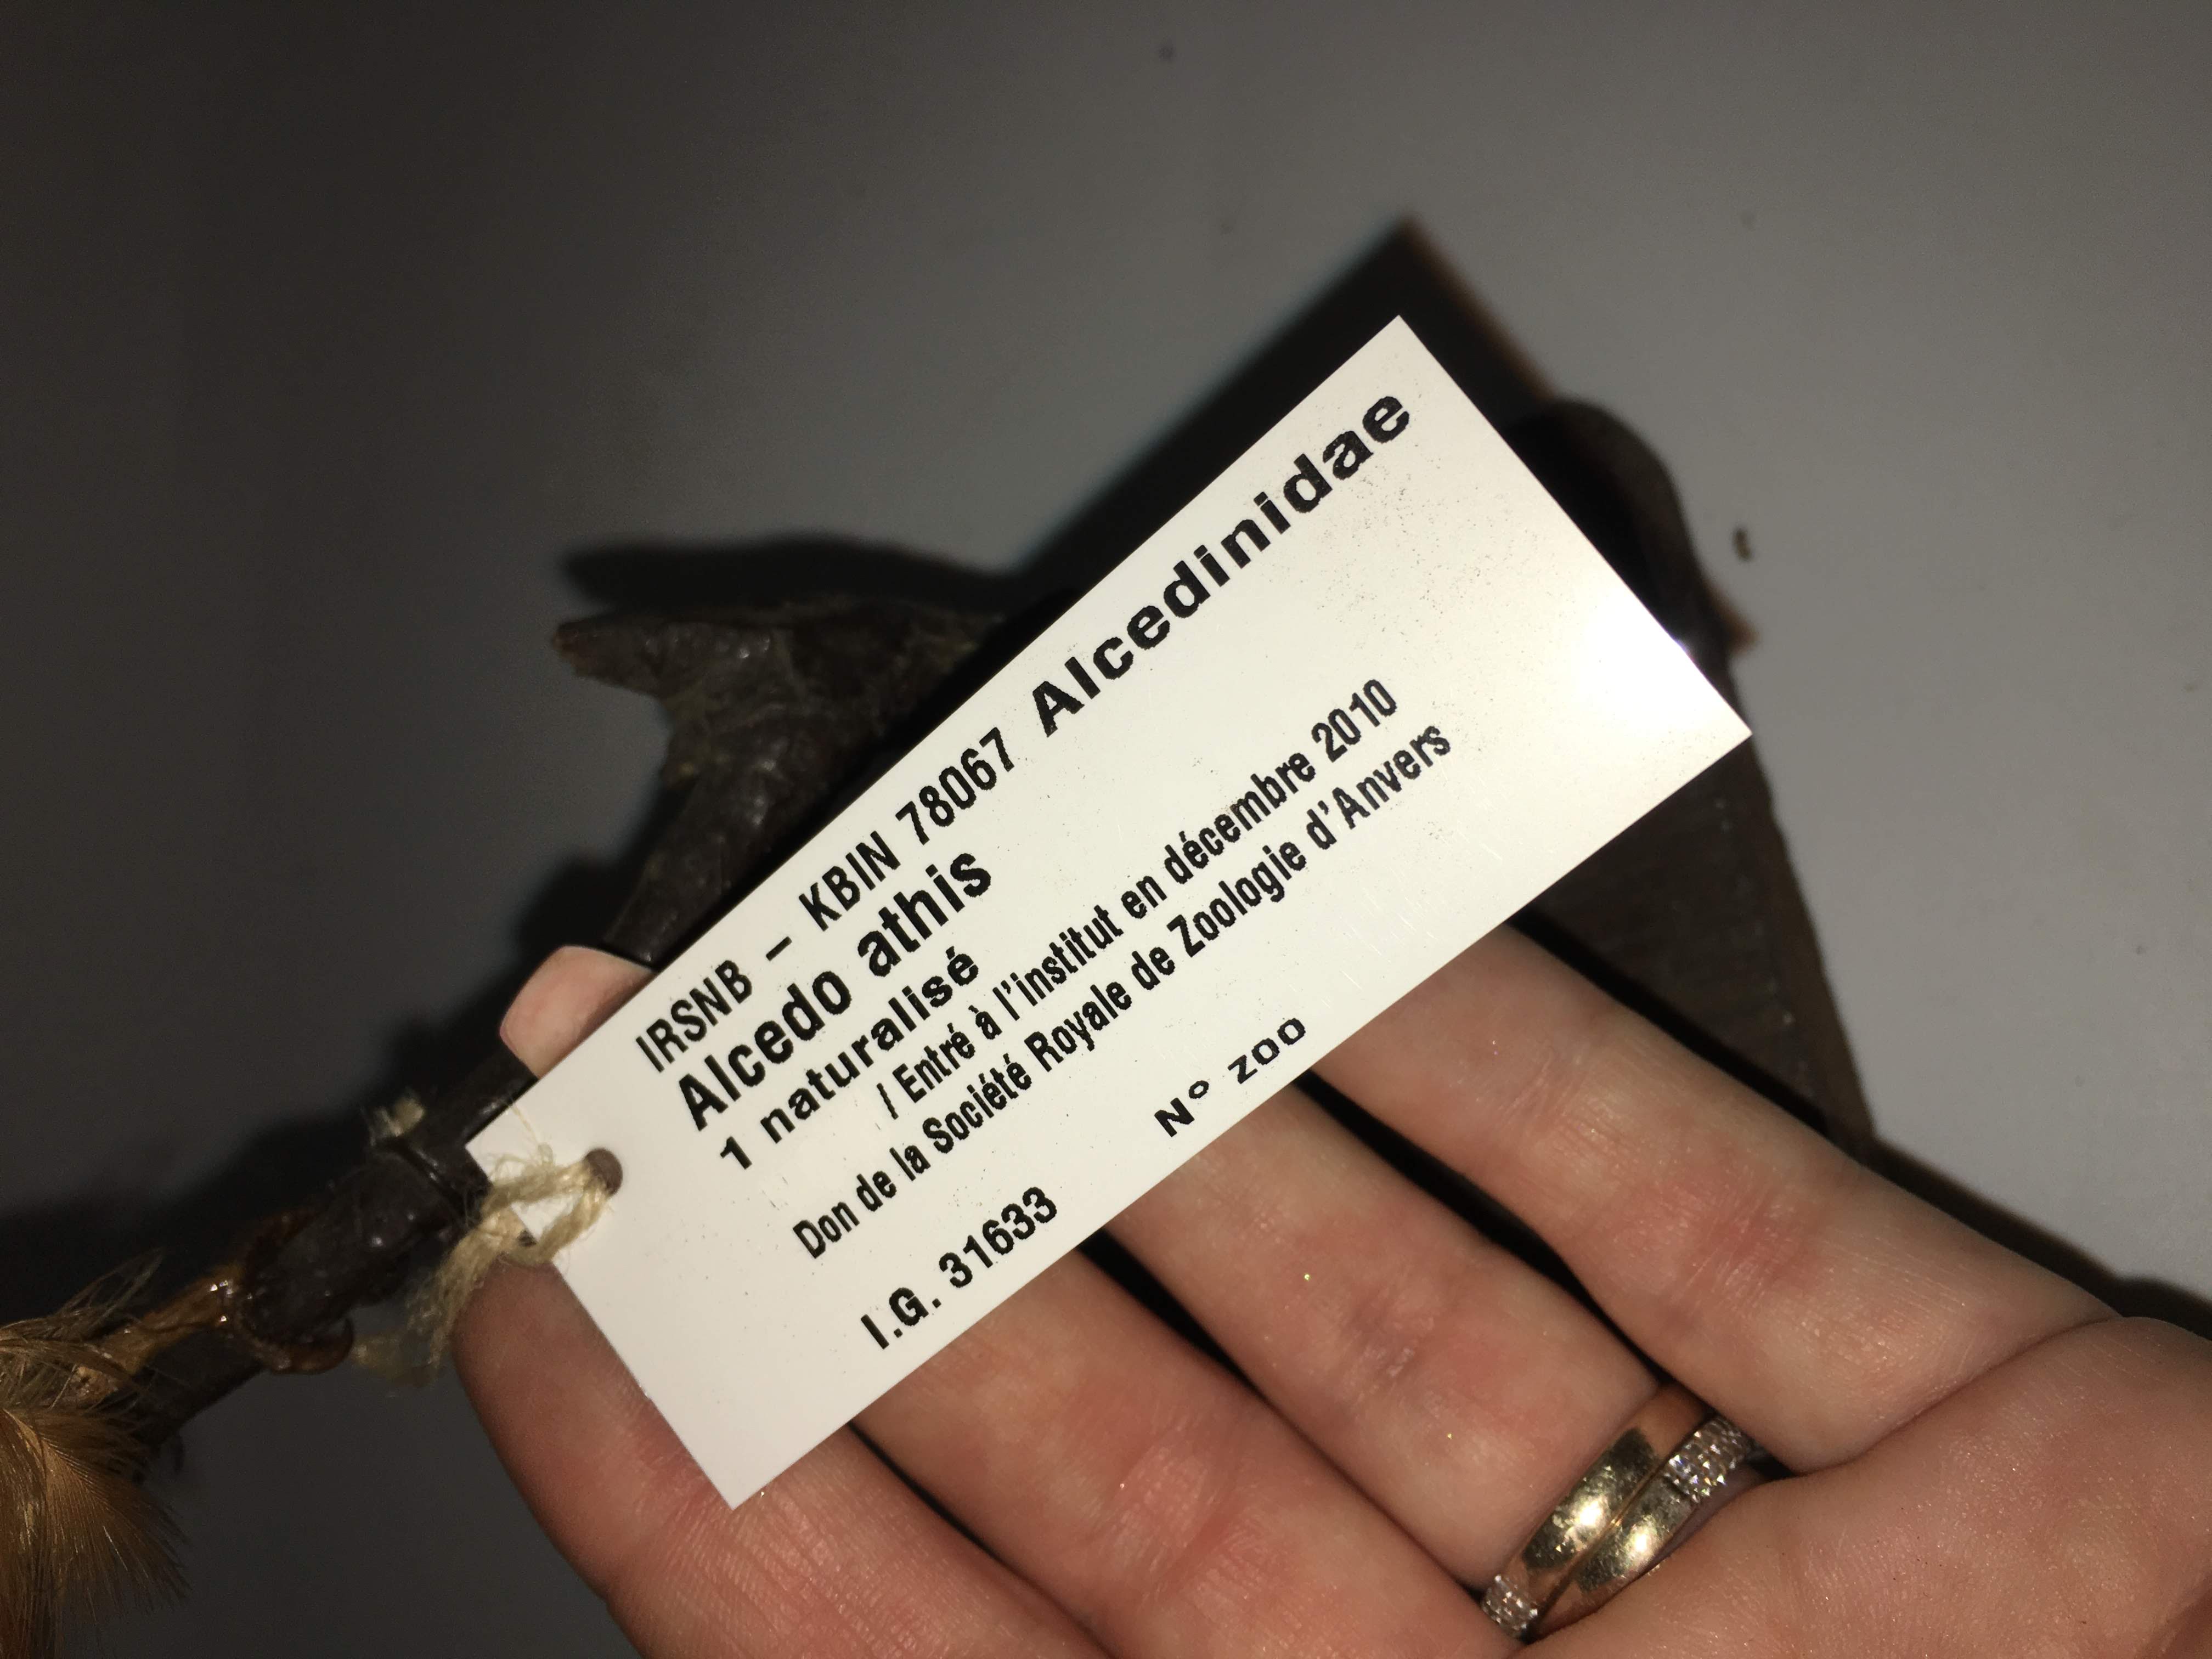 IRSNB – KBIN 78067 Alcedinidae
Alcedo athis
1 naturalisé
/ Entré à l'institut en décembre 2010
Don de la Société Royale de Zoologie d'Anvers
I.G. 31633 N° zoo